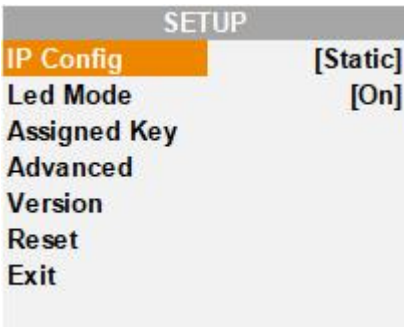 SETUP
IP Config [Static]
Led Mode [On]
Assigned Key
Advanced
Version
Reset
Exit